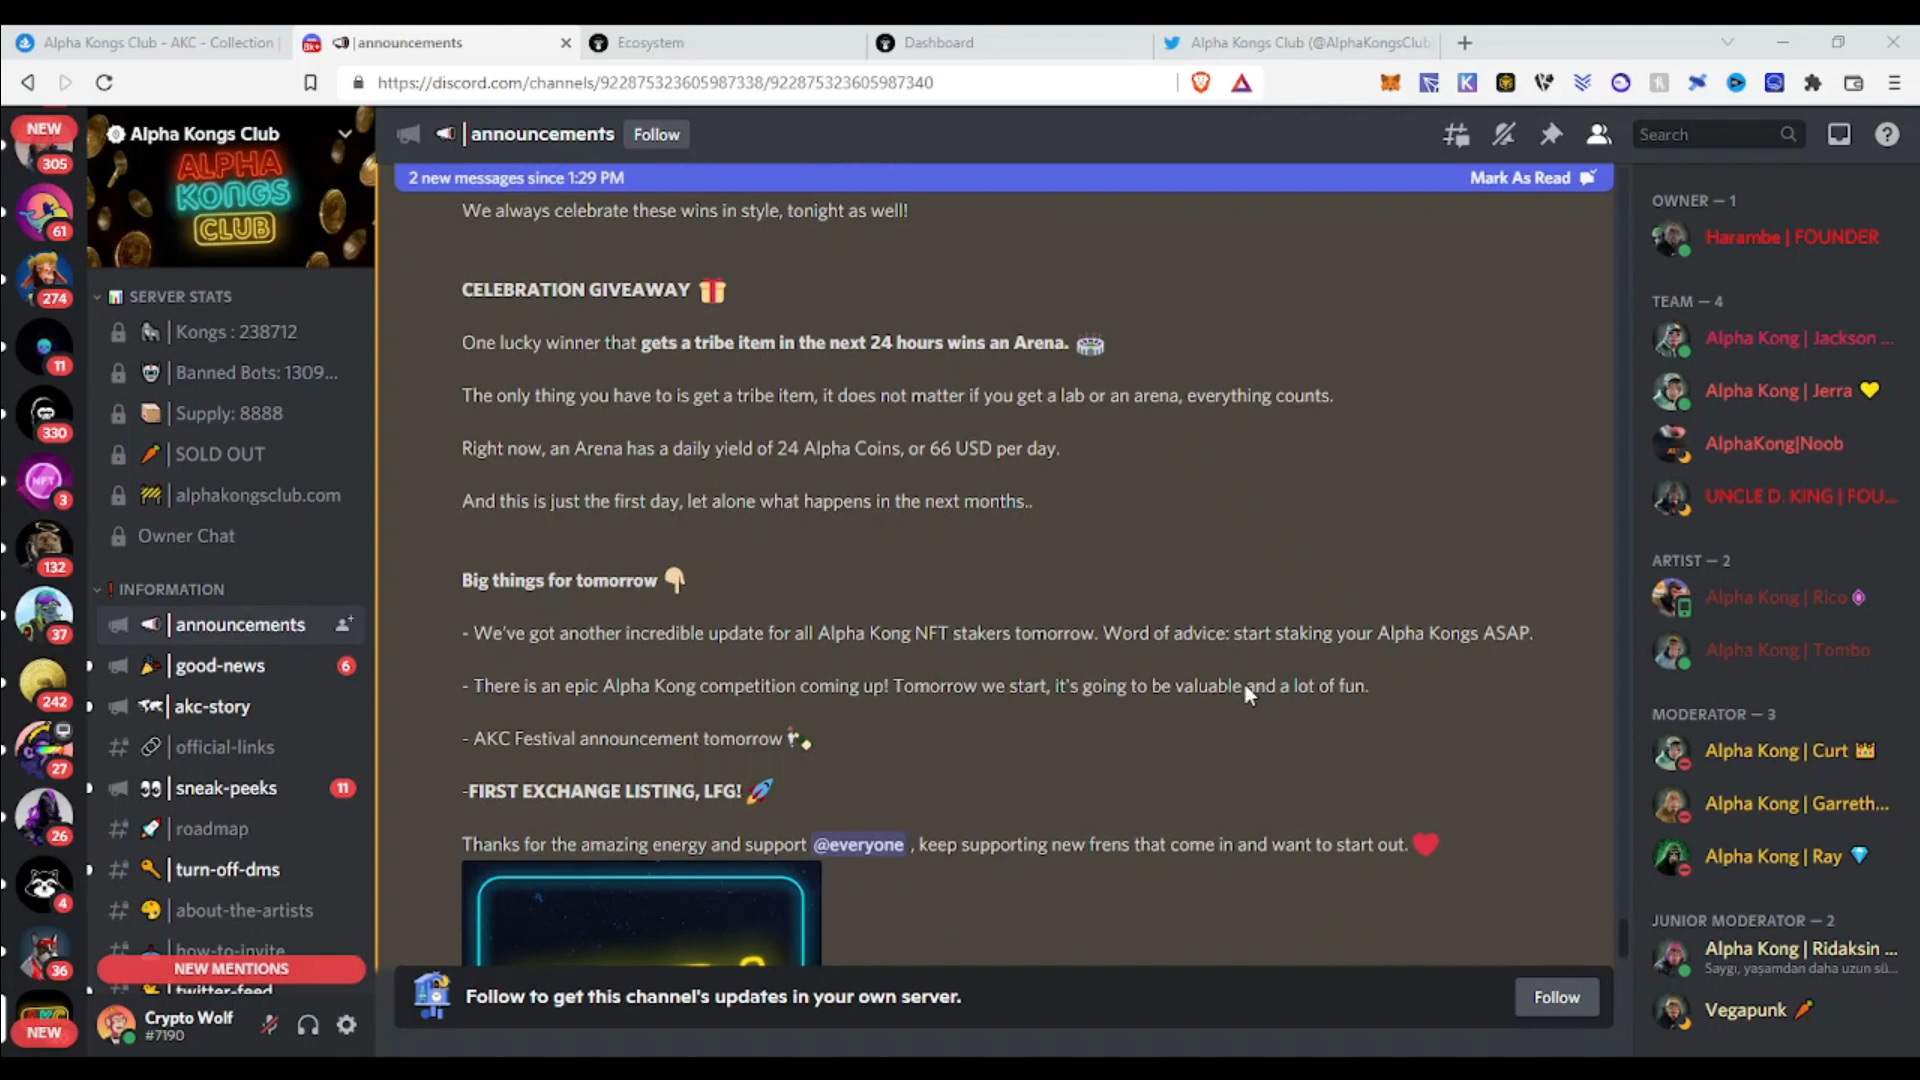 Alpha Kongs Club - AKC - Collection
announcements
Ecosystem
Dashboard
Alpha Kongs Club (@AlphaKongsClub
https://discord.com/channels/922875323605987338/922875323605987340
NEW
305
61
274
11
330
3
132
37
242
27
26
4
36
NEW
Alpha Kongs Club
ALPHA
KONGS
CLUB
SERVER STATS
Kongs : 238712
Banned Bots: 1309...
Supply: 8888
SOLD OUT
alphakongsclub.com
Owner Chat
INFORMATION
announcements
good-news
6
akc-story
official-links
sneak-peeks
11
roadmap
turn-off-dms
about-the-artists
how-to-invite
NEW MENTIONS
twitter-feed
Crypto Wolf
#7190
announcements
Follow
Search
2 new messages since 1:29 PM
Mark As Read
We always celebrate these wins in style, tonight as well!
CELEBRATION GIVEAWAY
One lucky winner that gets a tribe item in the next 24 hours wins an Arena.
The only thing you have to is get a tribe item, it does not matter if you get a lab or an arena, everything counts.
Right now, an Arena has a daily yield of 24 Alpha Coins, or 66 USD per day.
And this is just the first day, let alone what happens in the next months..
Big things for tomorrow
- We've got another incredible update for all Alpha Kong NFT stakers tomorrow. Word of advice: start staking your Alpha Kongs ASAP.
- There is an epic Alpha Kong competition coming up! Tomorrow we start, it's going to be valuable and a lot of fun.
- AKC Festival announcement tomorrow
-FIRST EXCHANGE LISTING, LFG!
Thanks for the amazing energy and support @everyone , keep supporting new frens that come in and want to start out.
Follow to get this channel's updates in your own server.
Follow
OWNER — 1
Harambe | FOUNDER
TEAM — 4
Alpha Kong | Jackson ...
Alpha Kong | Jerra
AlphaKong|Noob
UNCLE D. KING | FOU...
ARTIST — 2
Alpha Kong | Rico
Alpha Kong | Tombo
MODERATOR — 3
Alpha Kong | Curt
Alpha Kong | Garreth...
Alpha Kong | Ray
JUNIOR MODERATOR — 2
Alpha Kong | Ridaksin ...
Saygı, yaşamdan daha uzun sü...
Vegapunk